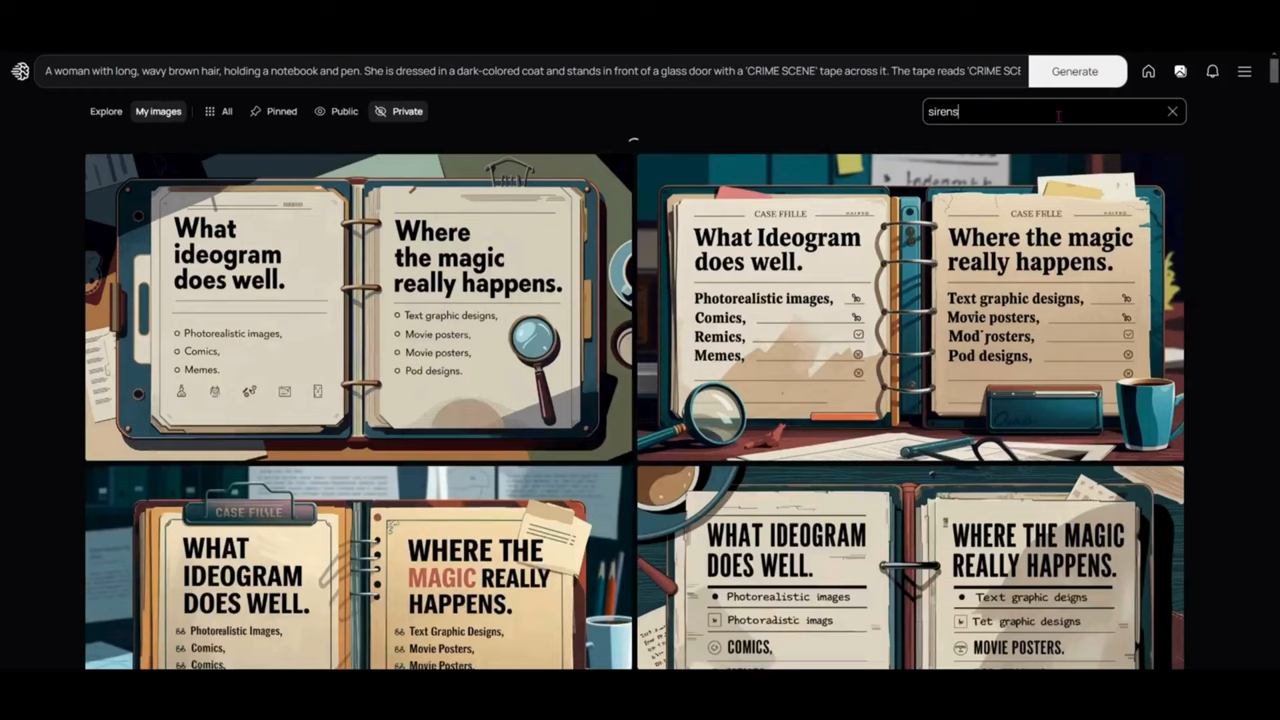 A woman with long, wavy brown hair, holding a notebook and pen. She is dressed in a dark-colored coat and stands in front of a glass door with a 'CRIME SCENE' tape across it. The tape reads 'CRIME SCE
Generate
Explore
My images
All
Pinned
Public
Private
sirens
What
ideogram
does well.
Photorealistic images,
Comics,
Memes.
Where
the magic
really happens.
Text graphic designs,
Movie posters,
Movie posters,
Pod designs.
CASE FHLLE
What Ideogram
does well.
Photorealistic images,
Comics,
Remics,
Memes,
CASE FRLLE
Where the magic
really happens.
Text graphic designs,
Movie posters,
Mod rosters,
Pod designs,
CASE FILLE
WHAT
IDEOGRAM
DOES WELL.
Photorealistic Images,
Comics,
Comics,
WHERE THE
MAGIC REALLY
HAPPENS.
Text Graphic Designs,
Movie Posters,
Movie Posters
WHAT IDEOGRAM
DOES WELL.
Photorealistic images
Photoradistic imags
COMICS,
WHERE THE MAGIC
REALLY HAPPENS.
Text graphic deigns
Tet graphic designs
MOVIE POSTERS.